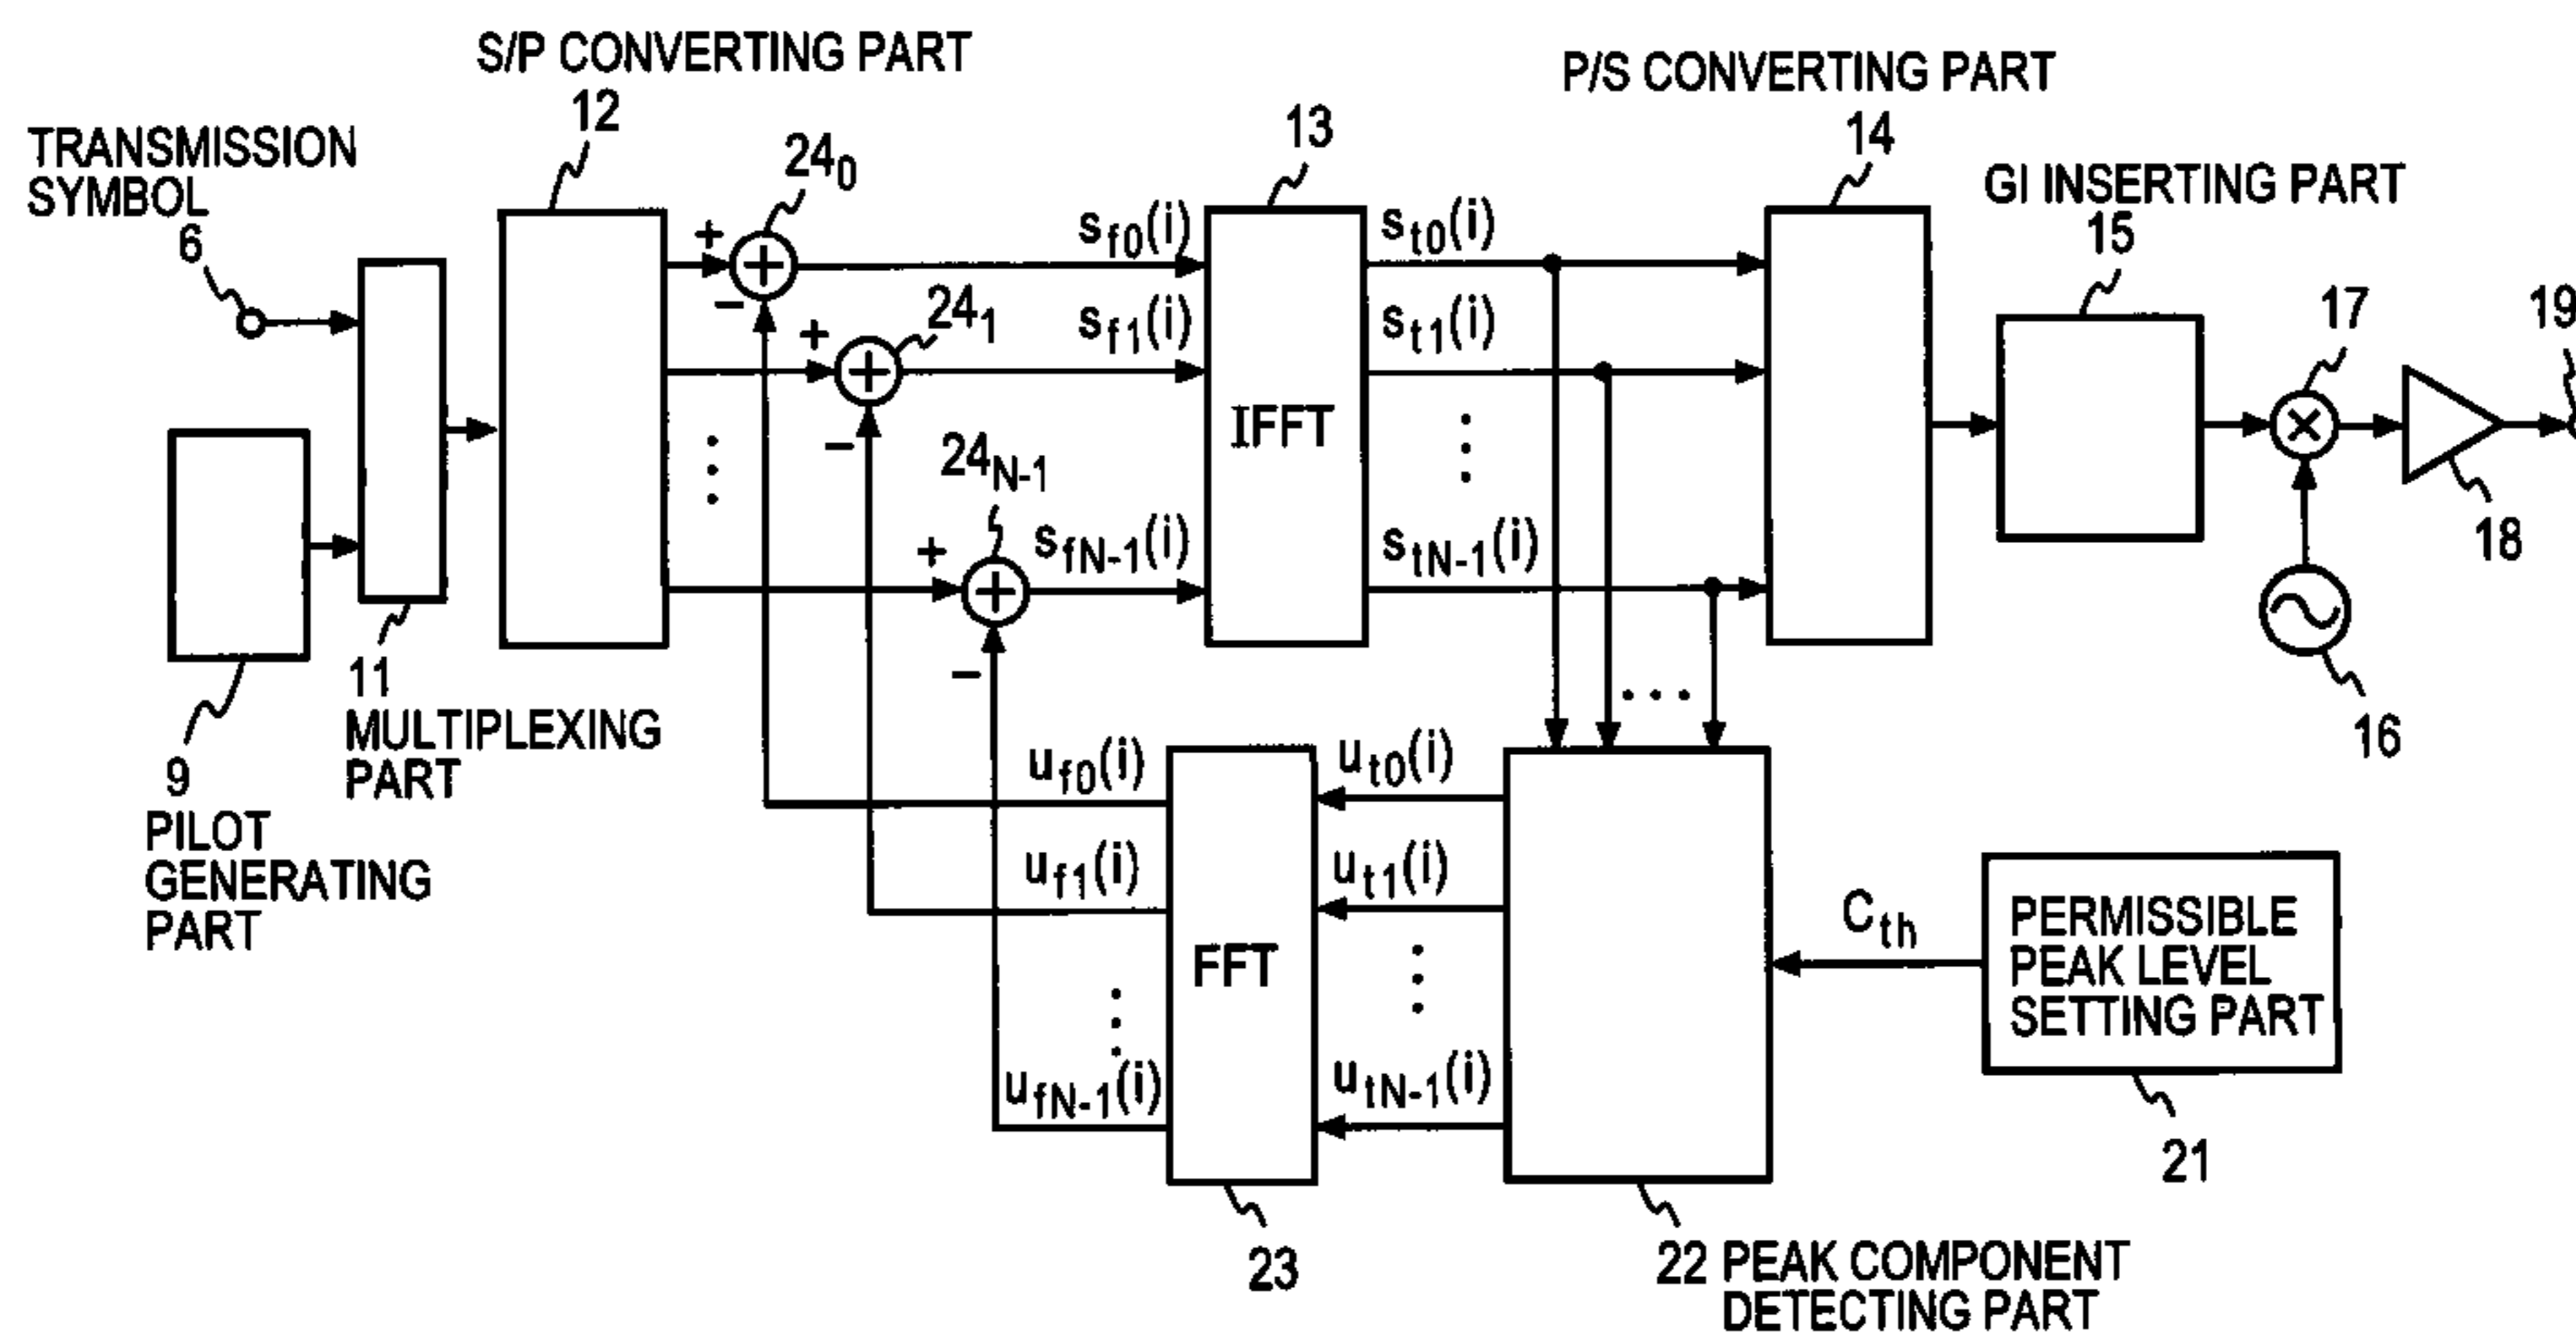 S/P CONVERTING PART
12
P/S CONVERTING PART
14
TRANSMISSION
SYMBOL
6
24₀
13
GI INSERTING PART
15
+
−
s_f0(i)
s_t0(i)
24₁
+
−
s_f1(i)
s_t1(i)
17
19
IFFT
24_N-1
+
−
s_fN-1(i)
s_tN-1(i)
18
16
11
MULTIPLEXING
PART
9
PILOT
GENERATING
PART
u_f0(i)
u_t0(i)
u_f1(i)
u_t1(i)
FFT
C_th
PERMISSIBLE
PEAK LEVEL
SETTING PART
u_fN-1(i)
u_tN-1(i)
21
23
22 PEAK COMPONENT
DETECTING PART